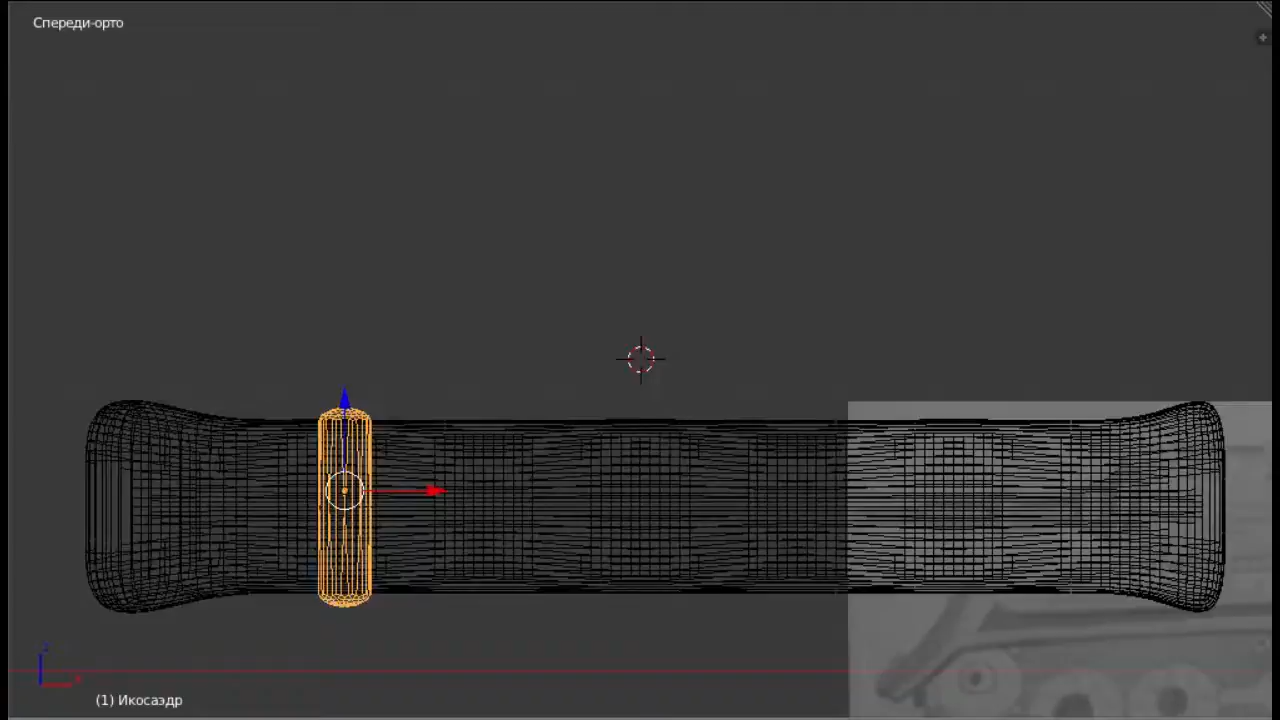 Спереди-орто
z
x
(1) Икосаэдр